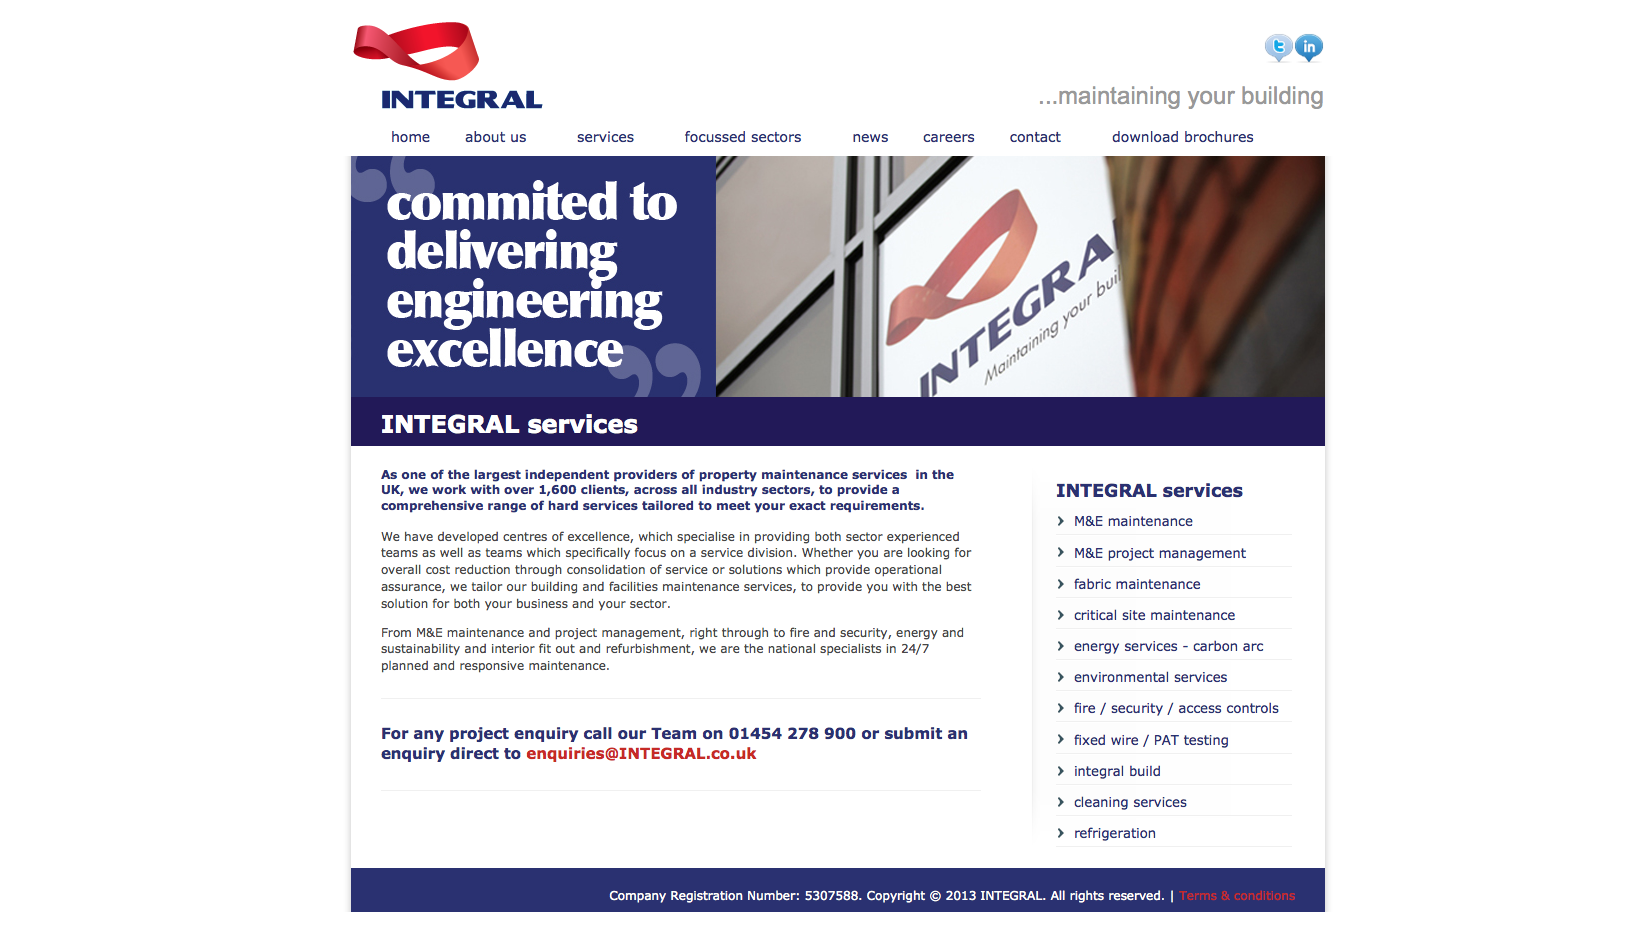 INTEGRAL
...maintaining your building
home about us services focussed sectors news careers contact download brochures
commited to
delivering
engineering
excellence
INTEGRA
Maintaining your buil
INTEGRAL services
As one of the largest independent providers of property maintenance services in the
UK, we work with over 1,600 clients, across all industry sectors, to provide a
comprehensive range of hard services tailored to meet your exact requirements.
We have developed centres of excellence, which specialise in providing both sector experienced
teams as well as teams which specifically focus on a service division. Whether you are looking for
overall cost reduction through consolidation of service or solutions which provide operational
assurance, we tailor our building and facilities maintenance services, to provide you with the best
solution for both your business and your sector.
From M&E maintenance and project management, right through to fire and security, energy and
sustainability and interior fit out and refurbishment, we are the national specialists in 24/7
planned and responsive maintenance.
For any project enquiry call our Team on 01454 278 900 or submit an
enquiry direct to enquiries@INTEGRAL.co.uk
INTEGRAL services
M&E maintenance
M&E project management
fabric maintenance
critical site maintenance
energy services - carbon arc
environmental services
fire / security / access controls
fixed wire / PAT testing
integral build
cleaning services
refrigeration
Company Registration Number: 5307588. Copyright © 2013 INTEGRAL. All rights reserved. | Terms & conditions